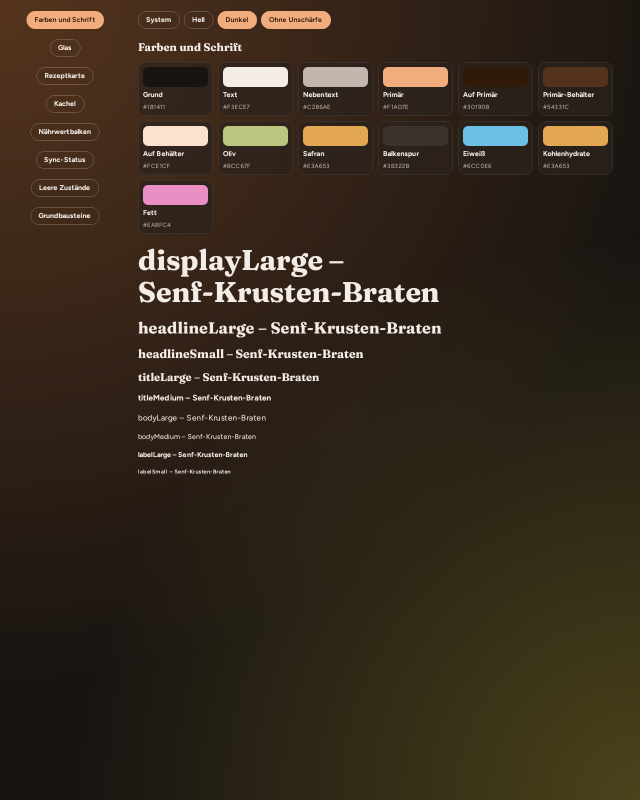 Farben und Schrift
Glas
Rezeptkarte
Kachel
Nährwertbalken
Sync-Status
Leere Zustände
Grundbausteine
System
Hell
Dunkel
Ohne Unschärfe
Farben und Schrift
Grund
#181411
Text
#F3ECE7
Nebentext
#C2B6AE
Primär
#F1AD7E
Auf Primär
#301908
Primär-Behälter
#54331C
Auf Behälter
#FCE1CF
Oliv
#BCC67F
Safran
#E3A653
Balkenspur
#3B322B
Eiweiß
#6CC0E6
Kohlenhydrate
#E3A653
Fett
#EA8FC4
displayLarge –
Senf-Krusten-Braten
headlineLarge – Senf-Krusten-Braten
headlineSmall – Senf-Krusten-Braten
titleLarge – Senf-Krusten-Braten
titleMedium – Senf-Krusten-Braten
bodyLarge – Senf-Krusten-Braten
bodyMedium – Senf-Krusten-Braten
labelLarge – Senf-Krusten-Braten
labelSmall – Senf-Krusten-Braten